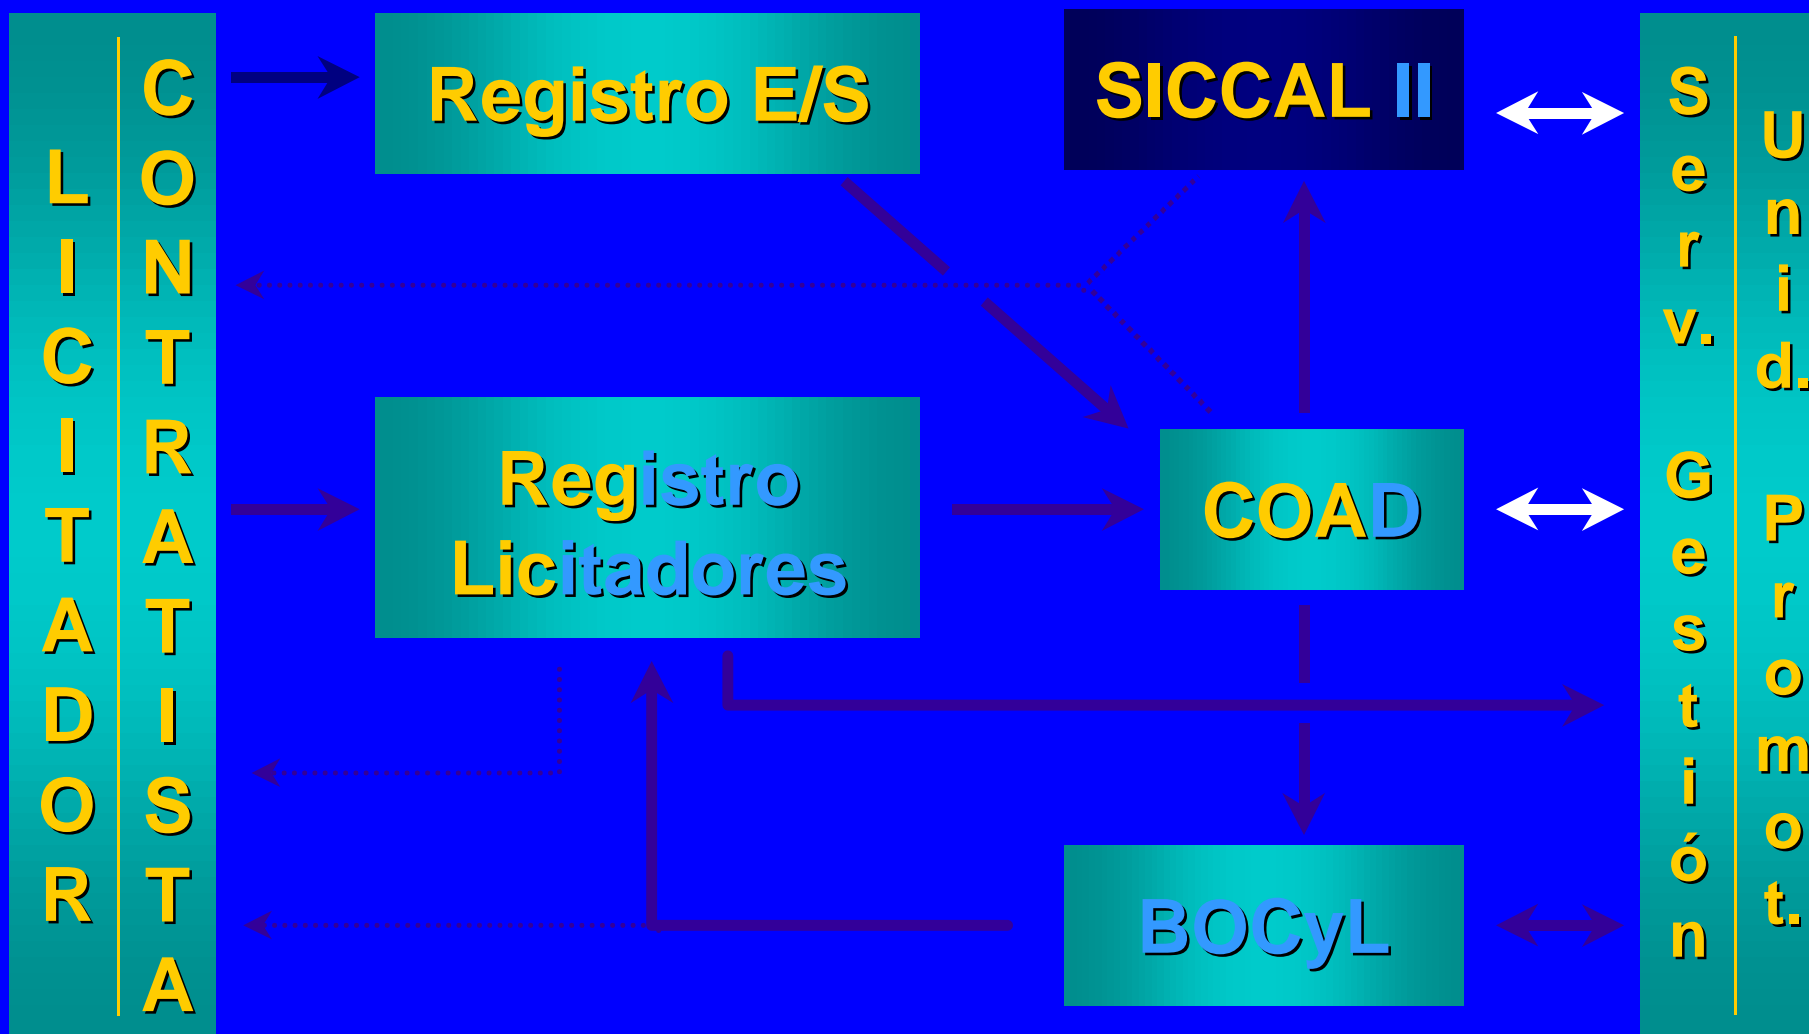 LICITADOR
CONTRATISTA
Registro E/S
SICCAL II
Registro
Licitadores
COAD
BOCyL
Serv. Gestión
Unid. Promot.